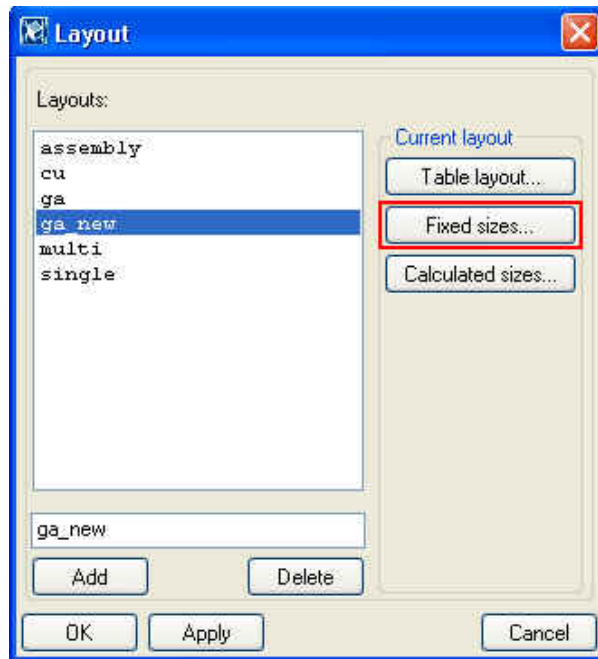 Layout
Layouts:
assembly
cu
ga
ga_new
multi
single
ga_new
Add
Delete
Current layout
Table layout...
Fixed sizes...
Calculated sizes...
OK
Apply
Cancel